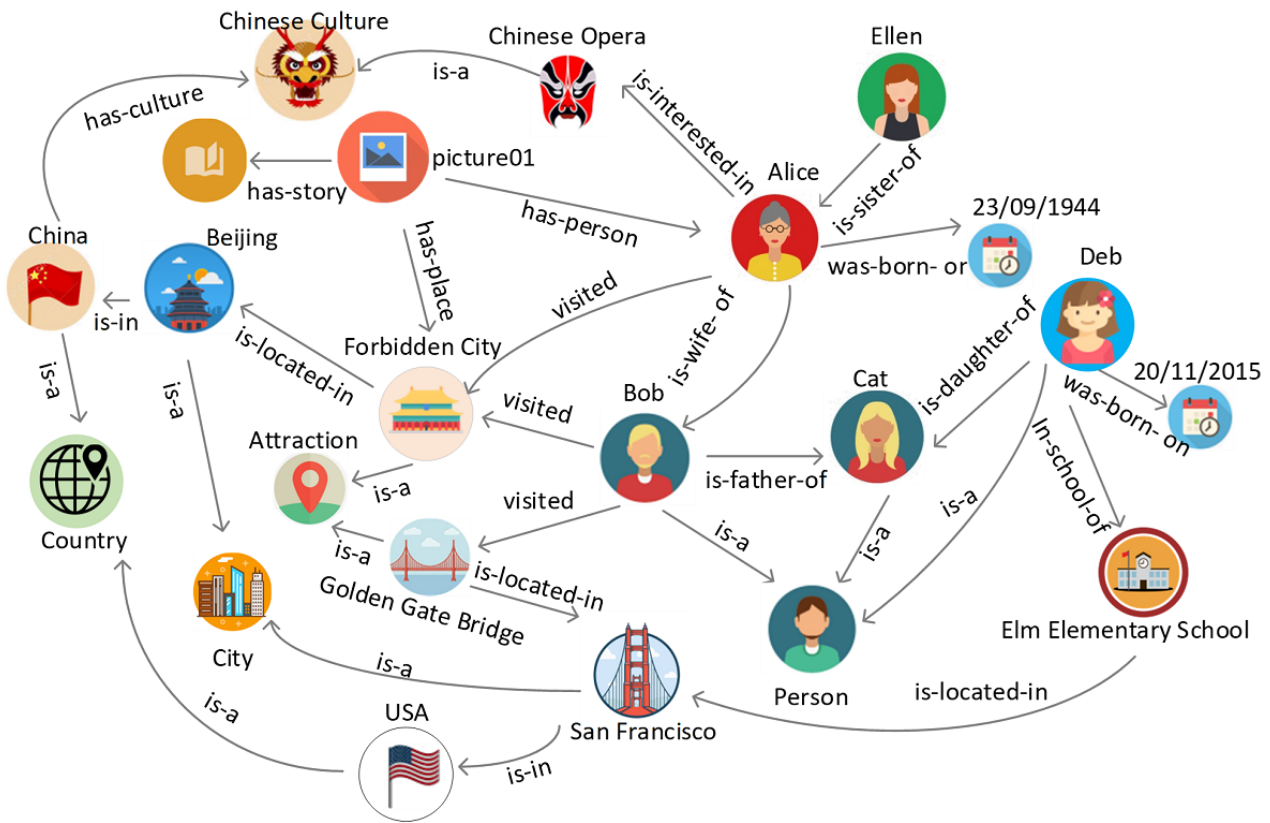 Chinese Culture
Chinese Opera
Ellen
is-a
is-interested-in
has-culture
picture01
has-story
Alice
is-sister-of
has-person
23/09/1944
China
Beijing
has-place
was-born- or
Deb
is-in
visited
is-located-in
Forbidden City
is-wife- of
is-daughter-of
20/11/2015
is-a
is-a
Bob
Cat
was-born- on
visited
Attraction
is-father-of
In-school-of
is-a
visited
is-a
Country
is-a
is-a
is-a
is-located-in
Golden Gate Bridge
Elm Elementary School
City
is-a
Person
is-located-in
is-a
USA
San Francisco
is-in